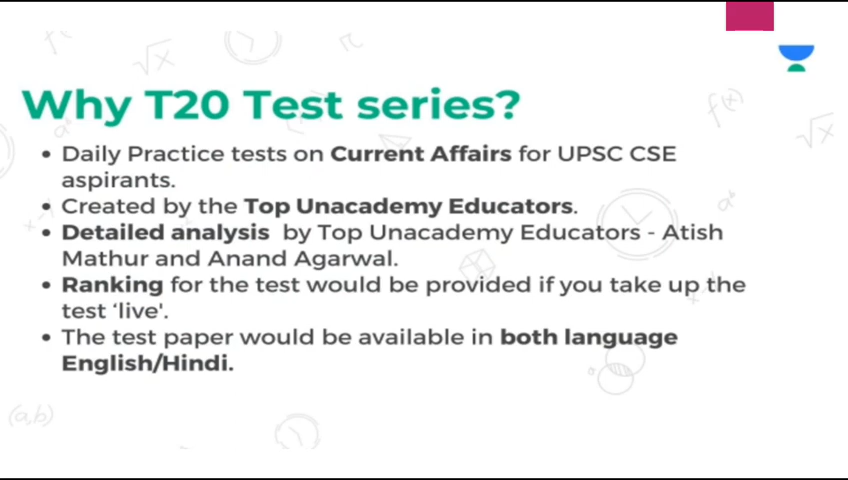 Why T20 Test series?
• Daily Practice tests on Current Affairs for UPSC CSE
aspirants.
• Created by the Top Unacademy Educators.
• Detailed analysis by Top Unacademy Educators - Atish
Mathur and Anand Agarwal.
• Ranking for the test would be provided if you take up the
test ‘live'.
• The test paper would be available in both language
English/Hindi.